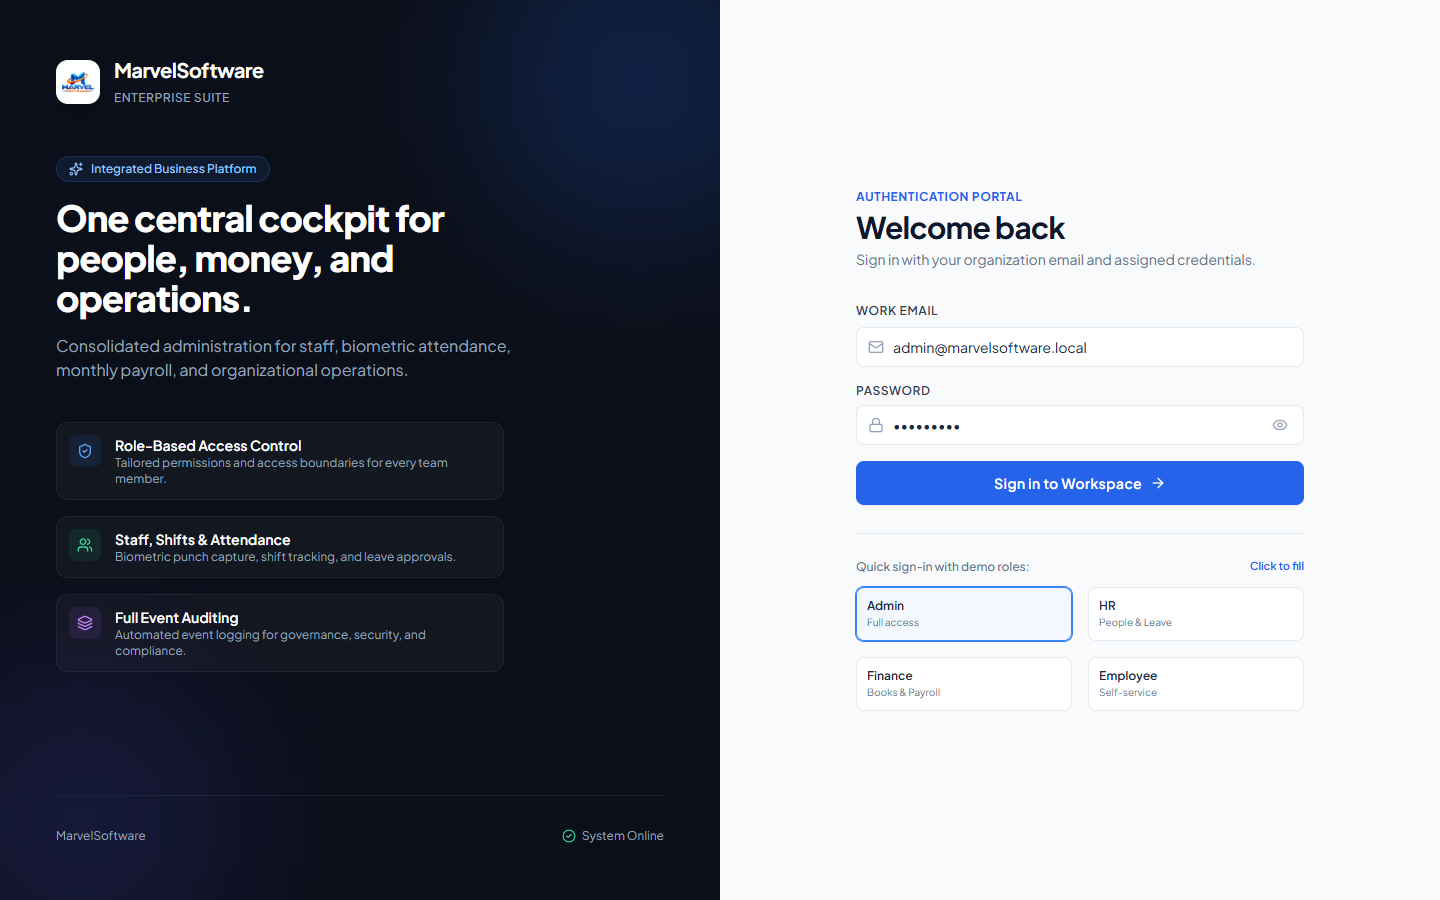 MARVEL
MarvelSoftware
ENTERPRISE SUITE
Integrated Business Platform
One central cockpit for
people, money, and
operations.
Consolidated administration for staff, biometric attendance,
monthly payroll, and organizational operations.
Role-Based Access Control
Tailored permissions and access boundaries for every team
member.
Staff, Shifts & Attendance
Biometric punch capture, shift tracking, and leave approvals.
Full Event Auditing
Automated event logging for governance, security, and
compliance.
MarvelSoftware
System Online
AUTHENTICATION PORTAL
Welcome back
Sign in with your organization email and assigned credentials.
WORK EMAIL
admin@marvelsoftware.local
PASSWORD
•••••••••
Sign in to Workspace
Quick sign-in with demo roles:
Click to fill
Admin
Full access
HR
People & Leave
Finance
Books & Payroll
Employee
Self-service